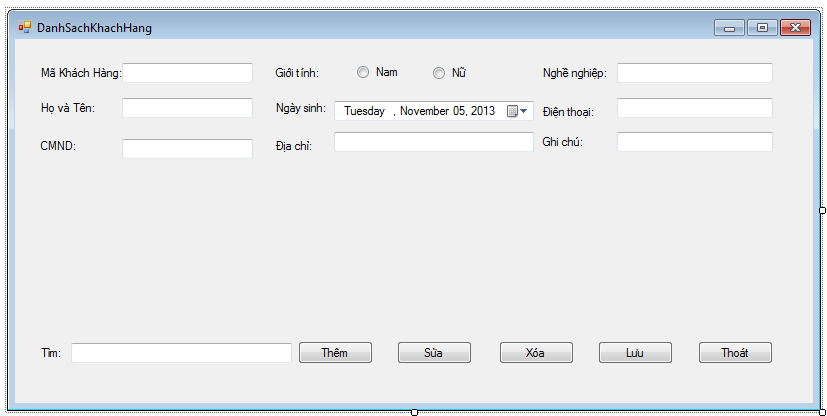 DanhSachKhachHang
Mã Khách Hàng: Giới tính: Nam Nữ Nghề nghiệp:
Họ và Tên: Ngày sinh: Tuesday , November 05, 2013 Điện thoại:
CMND: Địa chỉ: Ghi chú:
Tìm: Thêm Sửa Xóa Lưu Thoát